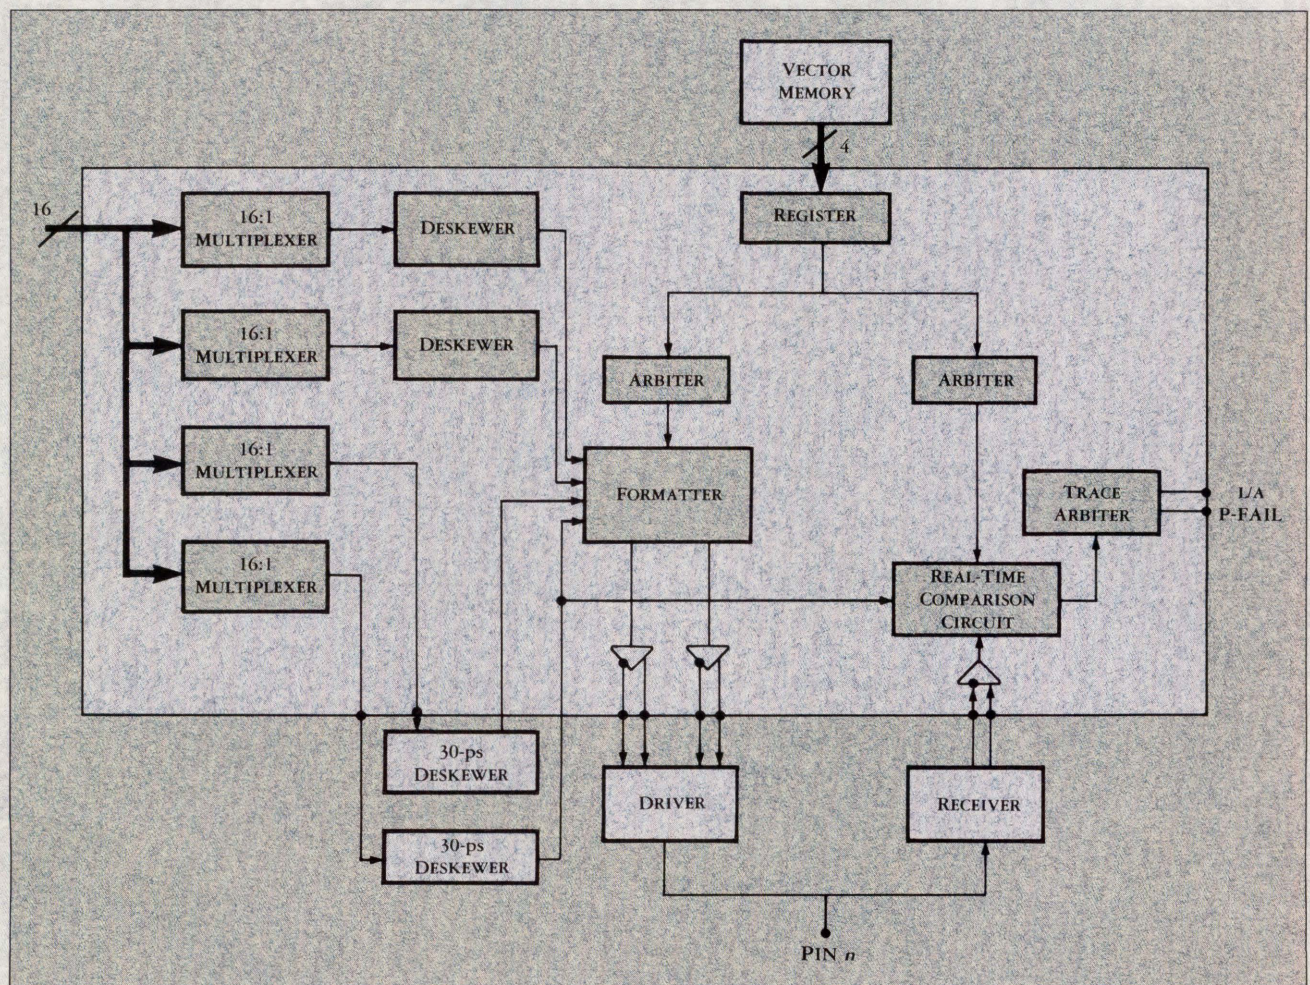 VECTOR
MEMORY
4
16
16:1
MULTIPLEXER
DESKEWER
REGISTER
16:1
MULTIPLEXER
DESKEWER
ARBITER
ARBITER
16:1
MULTIPLEXER
FORMATTER
TRACE
ARBITER
L/A
P-FAIL
16:1
MULTIPLEXER
REAL-TIME
COMPARISON
CIRCUIT
30-ps
DESKEWER
DRIVER
RECEIVER
30-ps
DESKEWER
PIN n